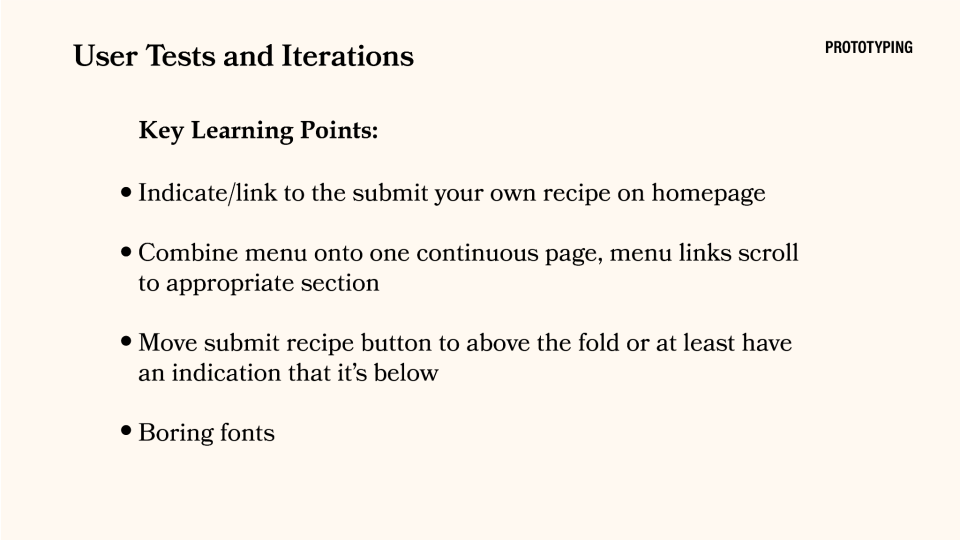 User Tests and Iterations
PROTOTYPING
Key Learning Points:
• Indicate/link to the submit your own recipe on homepage
• Combine menu onto one continuous page, menu links scroll
to appropriate section
• Move submit recipe button to above the fold or at least have
an indication that it’s below
• Boring fonts